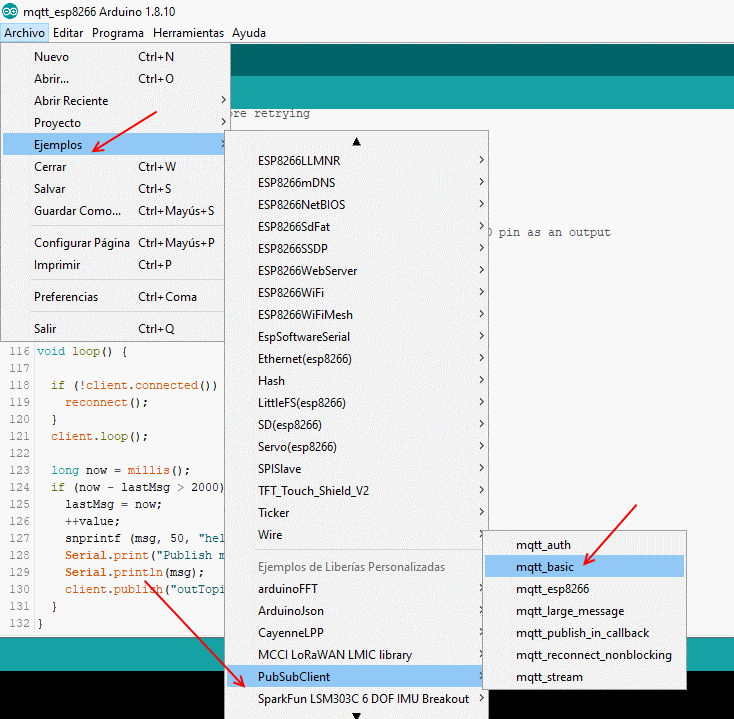 mqtt_esp8266 Arduino 1.8.10
Archivo Editar Programa Herramientas Ayuda
Nuevo Ctrl+N
Abrir... Ctrl+O
Abrir Reciente
Proyecto
Ejemplos
Cerrar Ctrl+W
Salvar Ctrl+S
Guardar Como... Ctrl+Mayús+S
Configurar Página Ctrl+Mayús+P
Imprimir Ctrl+P
Preferencias Ctrl+Coma
Salir Ctrl+Q
retrying
pin as an output
ESP8266LLMNR
ESP8266mDNS
ESP8266NetBIOS
ESP8266SdFat
ESP8266SSDP
ESP8266WebServer
ESP8266WiFi
ESP8266WiFiMesh
EspSoftwareSerial
Ethernet(esp8266)
Hash
LittleFS(esp8266)
SD(esp8266)
Servo(esp8266)
SPISlave
TFT_Touch_Shield_V2
Ticker
Wire
Ejemplos de Liberías Personalizadas
arduinoFFT
ArduinoJson
CayenneLPP
MCCI LoRaWAN LMIC library
PubSubClient
SparkFun LSM303C 6 DOF IMU Breakout
mqtt_auth
mqtt_basic
mqtt_esp8266
mqtt_large_message
mqtt_publish_in_callback
mqtt_reconnect_nonblocking
mqtt_stream
116 void loop() {
117
118 if (!client.connected())
119 reconnect();
120 }
121 client.loop();
122
123 long now = millis();
124 if (now - lastMsg > 2000)
125 lastMsg = now;
126 ++value;
127 snprintf (msg, 50, "hel
128 Serial.print("Publish m
129 Serial.println(msg);
130 client.publish("outTopi
131 }
132 }